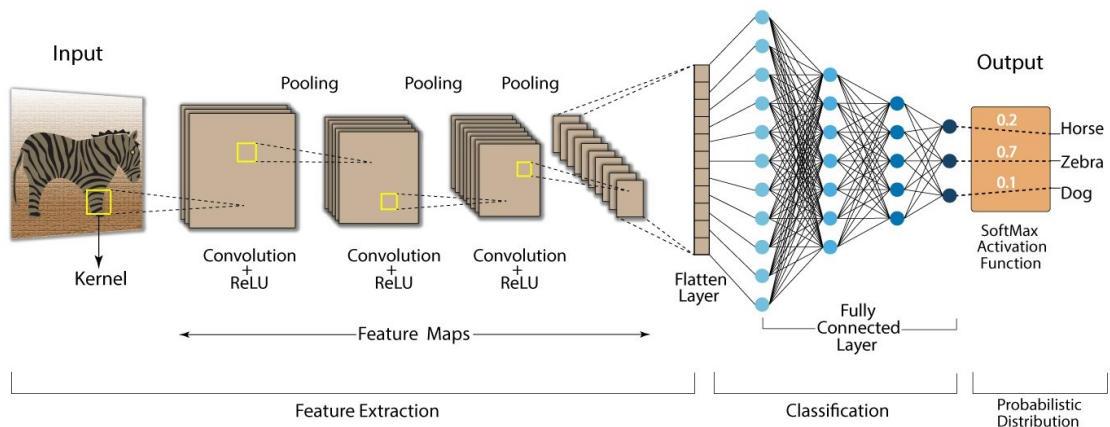 Input
Kernel
Pooling
Pooling
Pooling
Convolution
+
ReLU
Convolution
+
ReLU
Convolution
+
ReLU
Feature Maps
Flatten
Layer
Fully
Connected
Layer
Output
0.2
Horse
0.7
Zebra
0.1
Dog
SoftMax
Activation
Function
Feature Extraction
Classification
Probabilistic
Distribution